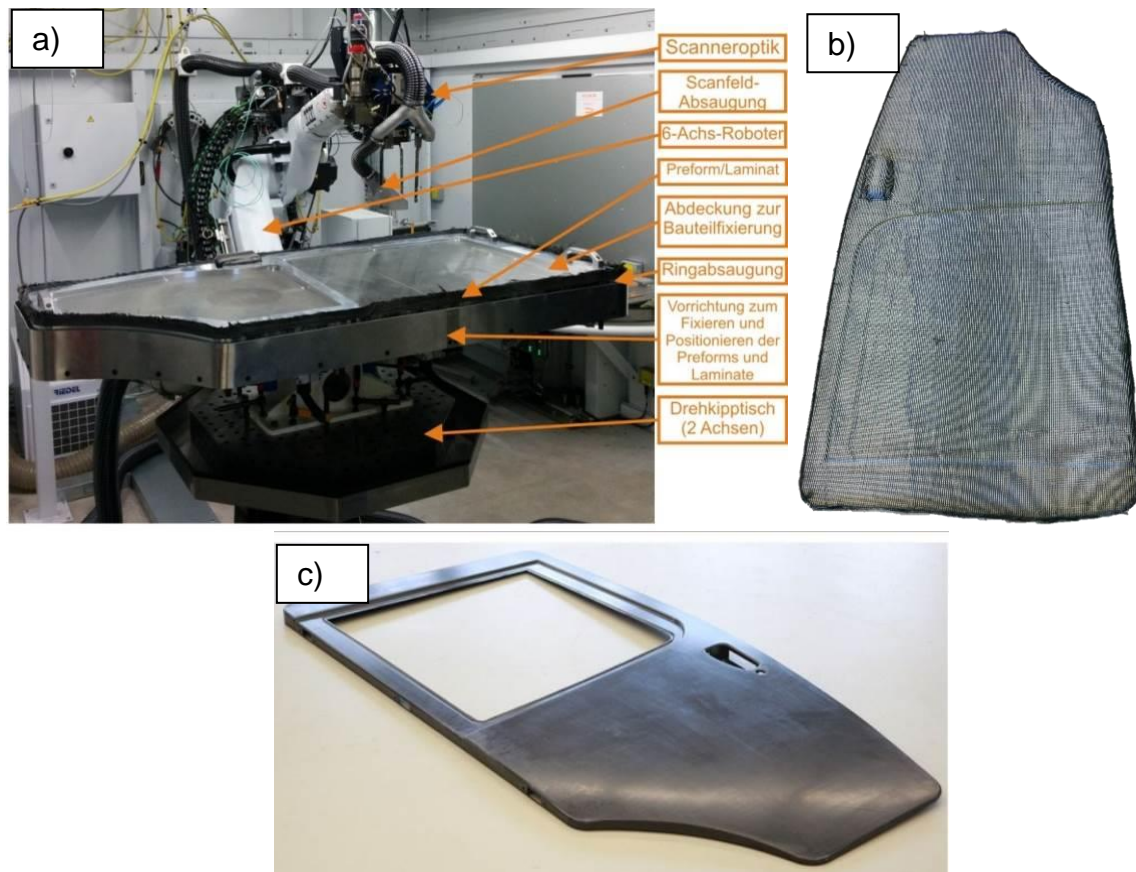 a)
Scanneroptik
Scanfeld-
Absaugung
6-Achs-Roboter
Preform/Laminat
Abdeckung zur
Bauteilfixierung
Ringabsaugung
Vorrichtung zum
Fixieren und
Positionieren der
Preforms und
Laminate
Drehkipptisch
(2 Achsen)
RIEDEL
b)
c)